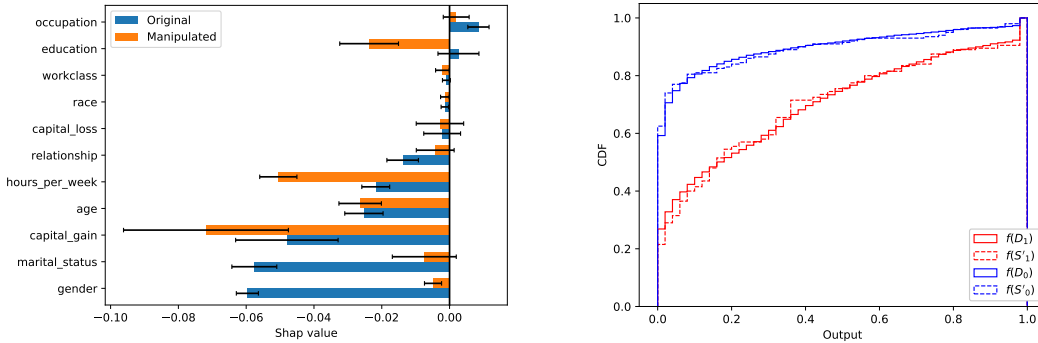 Original
Manipulated
occupation
education
workclass
race
capital_loss
relationship
hours_per_week
age
capital_gain
marital_status
gender
−0.10
−0.08
−0.06
−0.04
−0.02
0.00
Shap value
CDF
1.0
0.8
0.6
0.4
0.2
0.0
0.0
0.2
0.4
0.6
0.8
1.0
Output
f(D₁)
f(S'₁)
f(D₀)
f(S'₀)